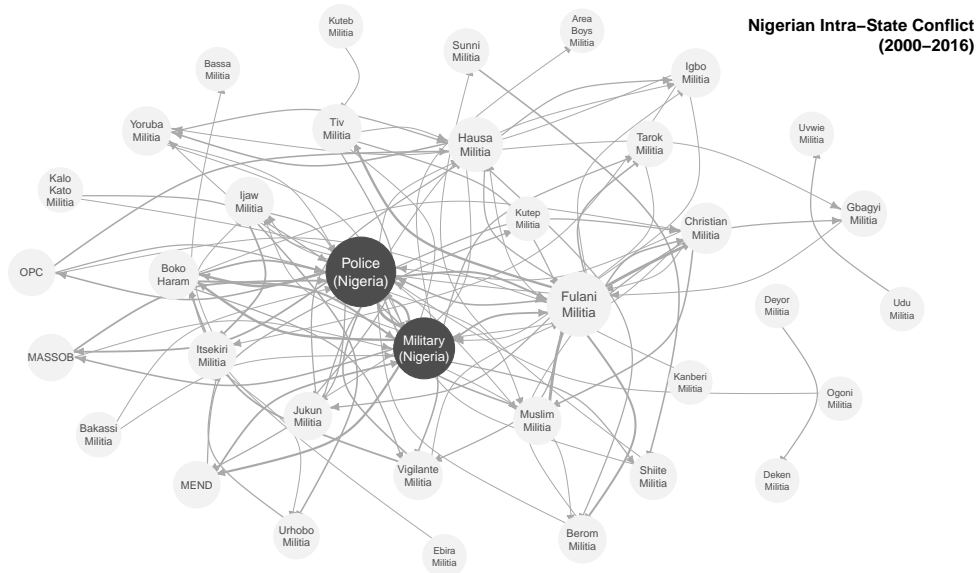 Nigerian Intra−State Conflict
(2000−2016)
Kuteb
Militia
Area
Boys
Militia
Sunni
Militia
Bassa
Militia
Igbo
Militia
Yoruba
Militia
Tiv
Militia
Hausa
Militia
Tarok
Militia
Uvwie
Militia
Kalo
Kato
Militia
Ijaw
Militia
Kutep
Militia
Christian
Militia
Gbagyi
Militia
OPC
Boko
Haram
Police
(Nigeria)
Fulani
Militia
Deyor
Militia
Udu
Militia
MASSOB
Itsekiri
Militia
Military
(Nigeria)
Kanberi
Militia
Ogoni
Militia
Bakassi
Militia
Jukun
Militia
Muslim
Militia
MEND
Vigilante
Militia
Shiite
Militia
Deken
Militia
Urhobo
Militia
Ebira
Militia
Berom
Militia